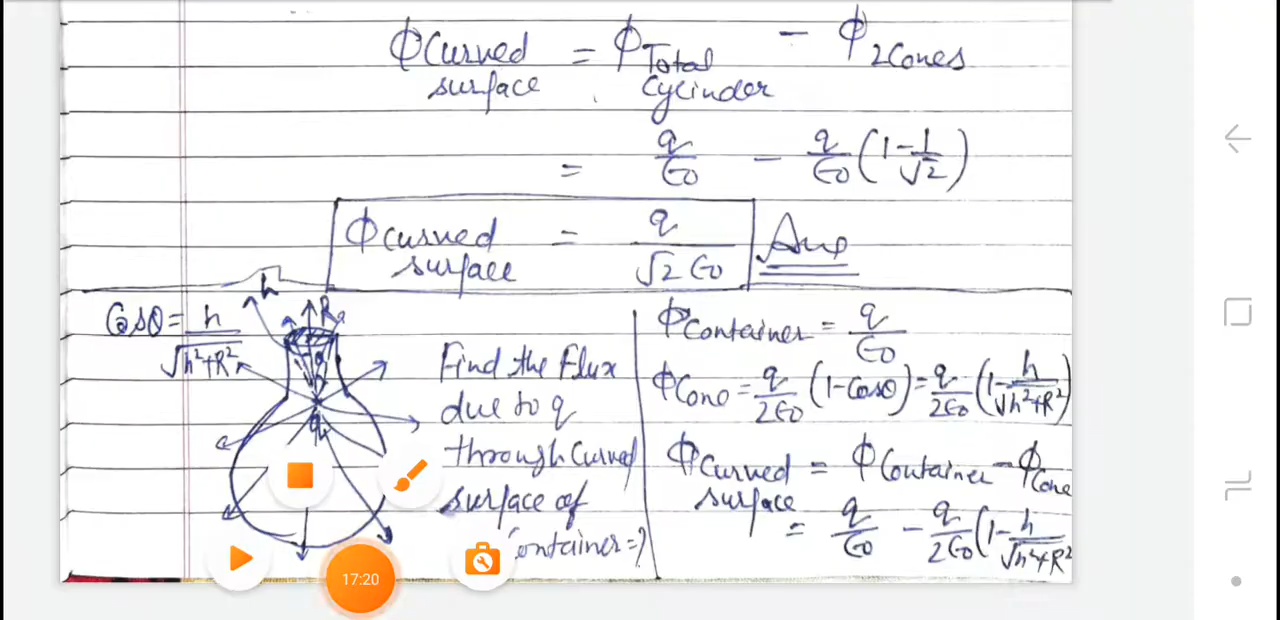 ϕCurved surface = ϕTotal Cylinder − ϕ2Cones
= q/ϵ0 − q/ϵ0 (1 − 1/√2)
ϕcurved surface = q/√2 ϵ0 Ans
h
Cosθ = h/√h²+R²
R
q
Find the Flux
due to q
through Curved
surface of
Container = ?
ϕContainer = q/ϵ0
ϕCone = q/2ϵ0 (1 − Cosθ) = q/2ϵ0 (1 − h/√h²+R²)
ϕCurved surface = ϕContainer − ϕCone
= q/ϵ0 − q/2ϵ0 (1 − h/√h²+R²
17:20